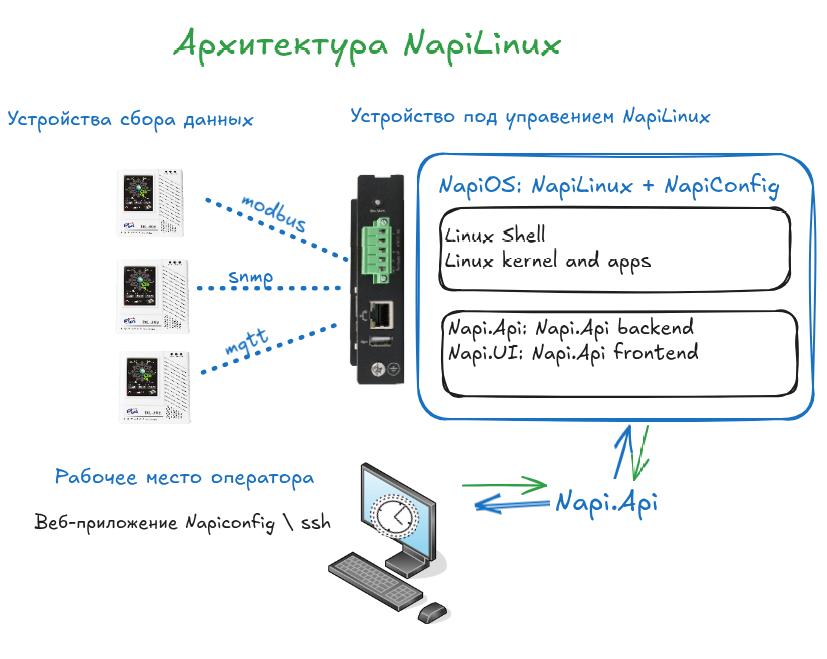 Архитектура NapiLinux
Устройства сбора данных
Устройство под управением NapiLinux
NapiOS: NapiLinux + NapiConfig
Linux Shell
Linux kernel and apps
Napi.Api: Napi.Api backend
Napi.UI: Napi.Api frontend
modbus
snmp
mgtt
Рабочее место оператора
Веб-приложение Napiconfig \ ssh
Napi.Api